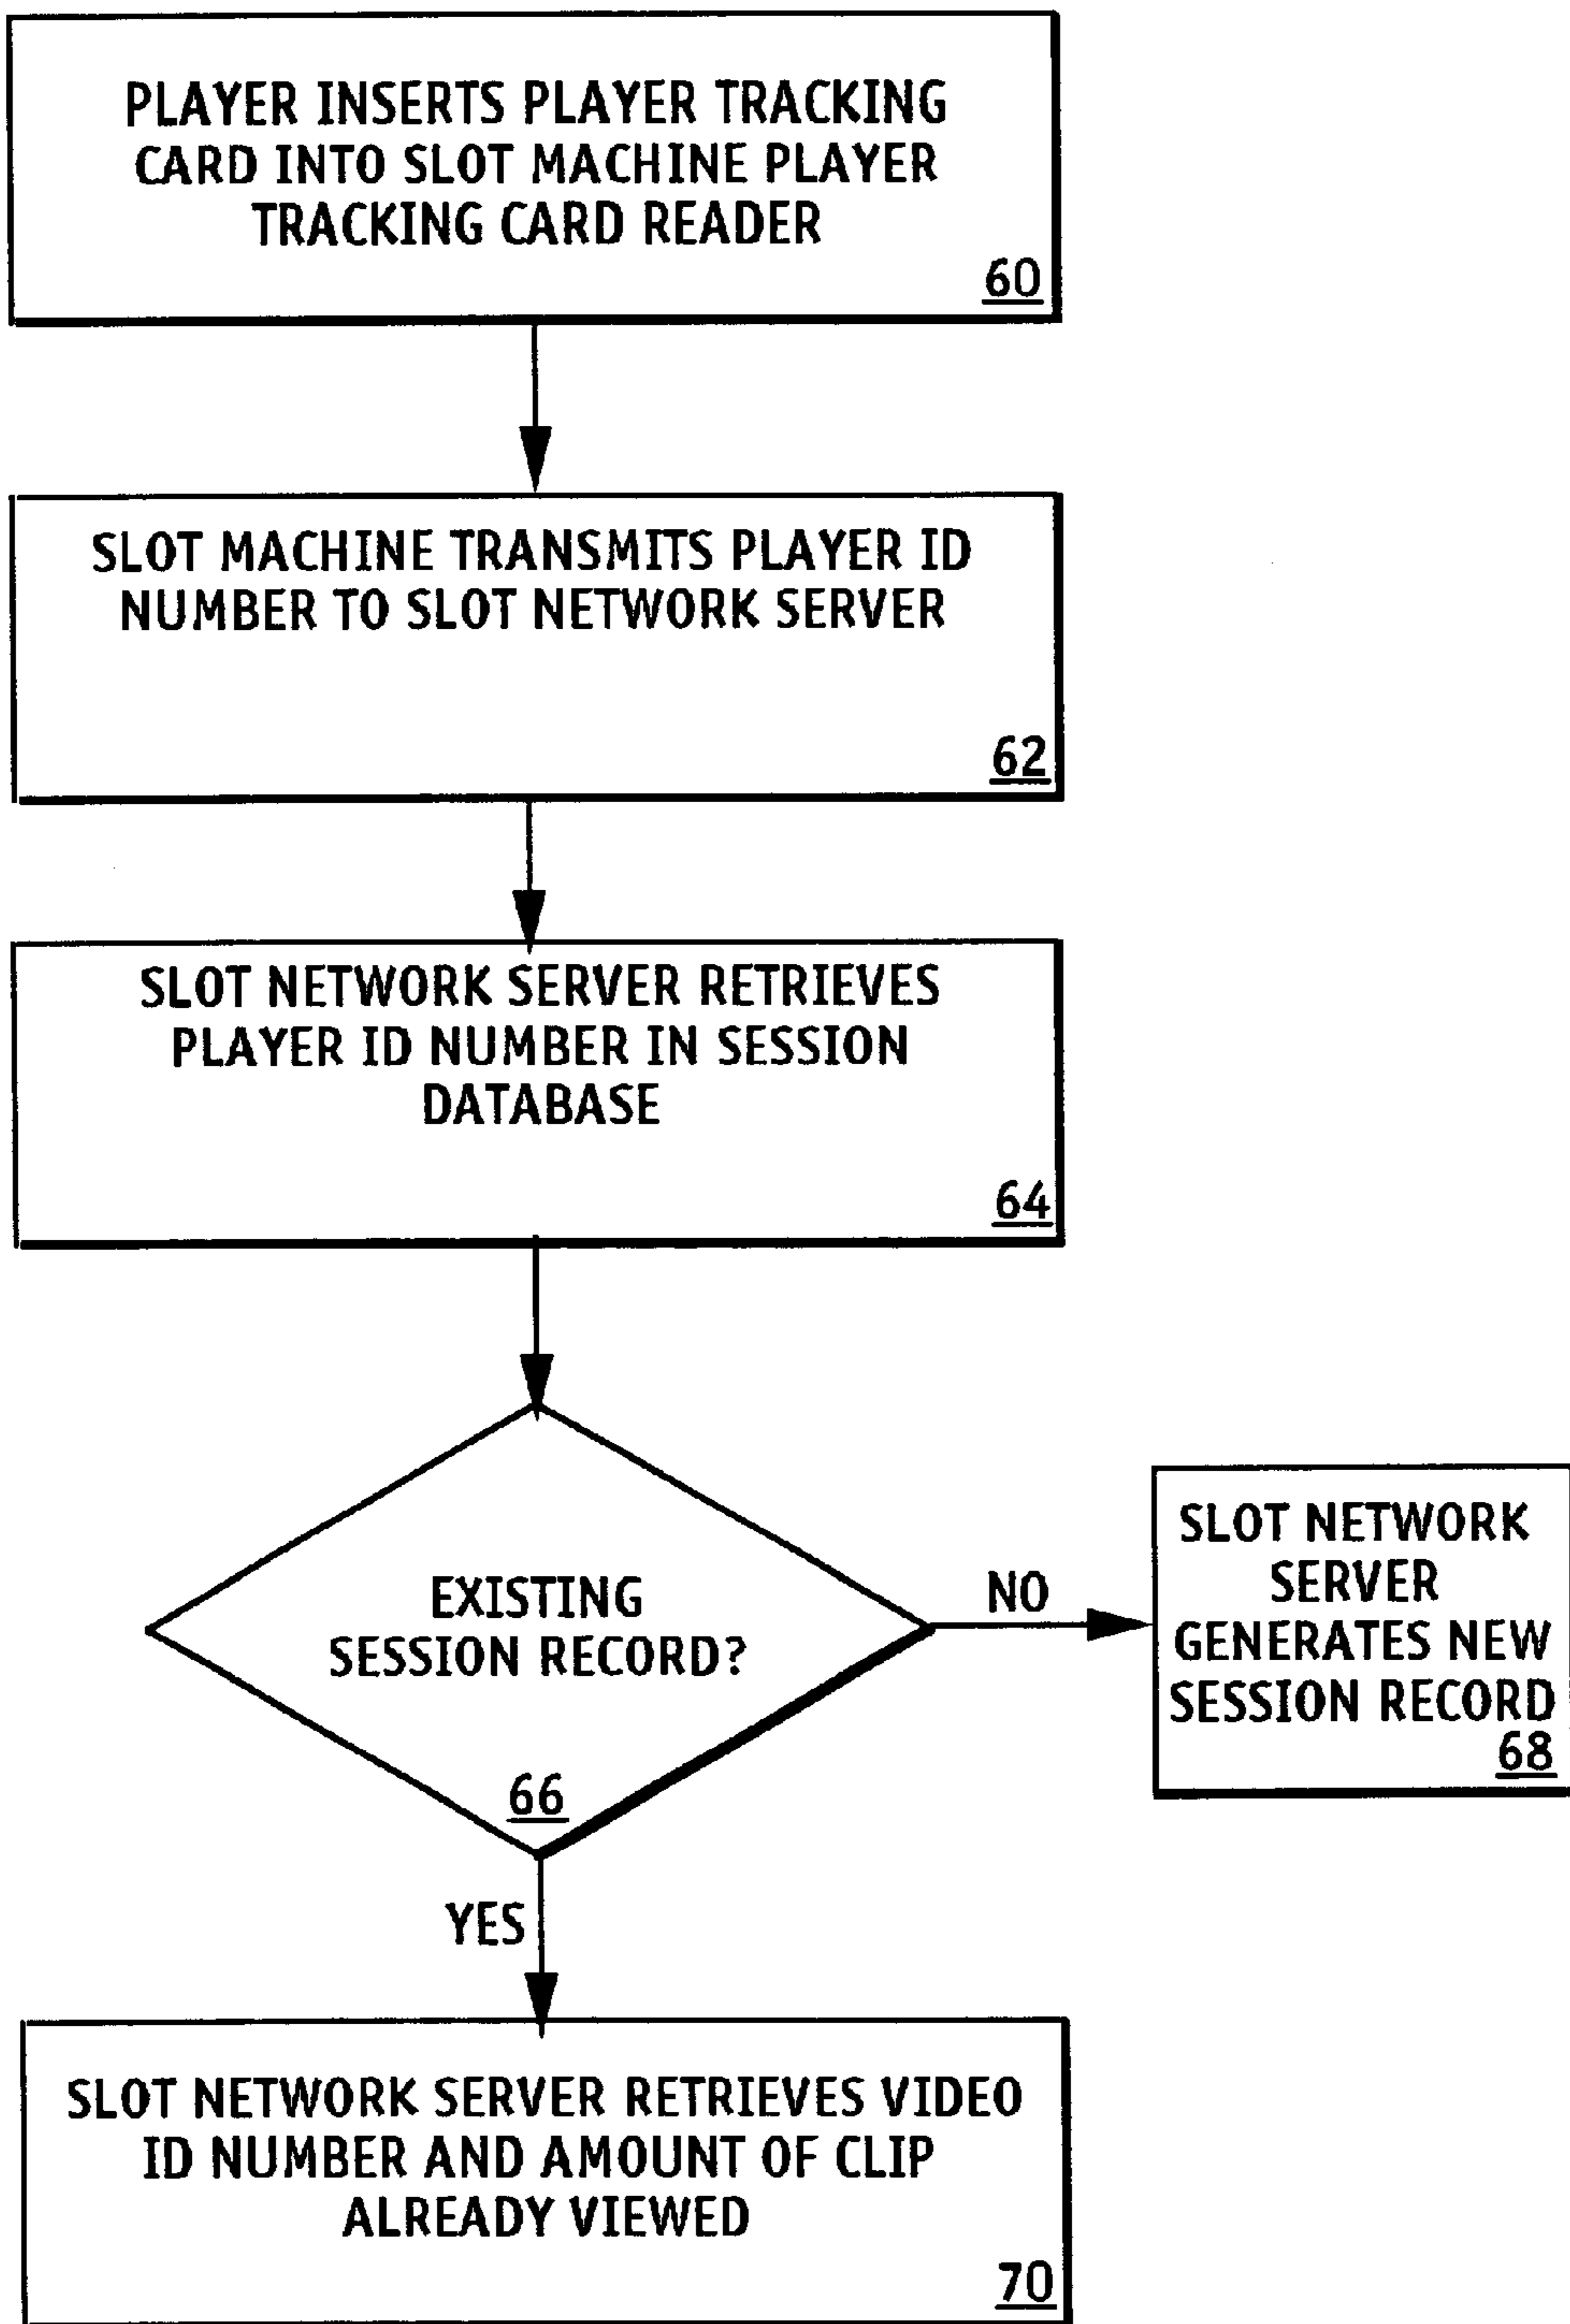 PLAYER INSERTS PLAYER TRACKING
CARD INTO SLOT MACHINE PLAYER
TRACKING CARD READER
60
SLOT MACHINE TRANSMITS PLAYER ID
NUMBER TO SLOT NETWORK SERVER
62
SLOT NETWORK SERVER RETRIEVES
PLAYER ID NUMBER IN SESSION
DATABASE
64
EXISTING
SESSION RECORD?
66
NO
SLOT NETWORK
SERVER
GENERATES NEW
SESSION RECORD
68
YES
SLOT NETWORK SERVER RETRIEVES VIDEO
ID NUMBER AND AMOUNT OF CLIP
ALREADY VIEWED
70